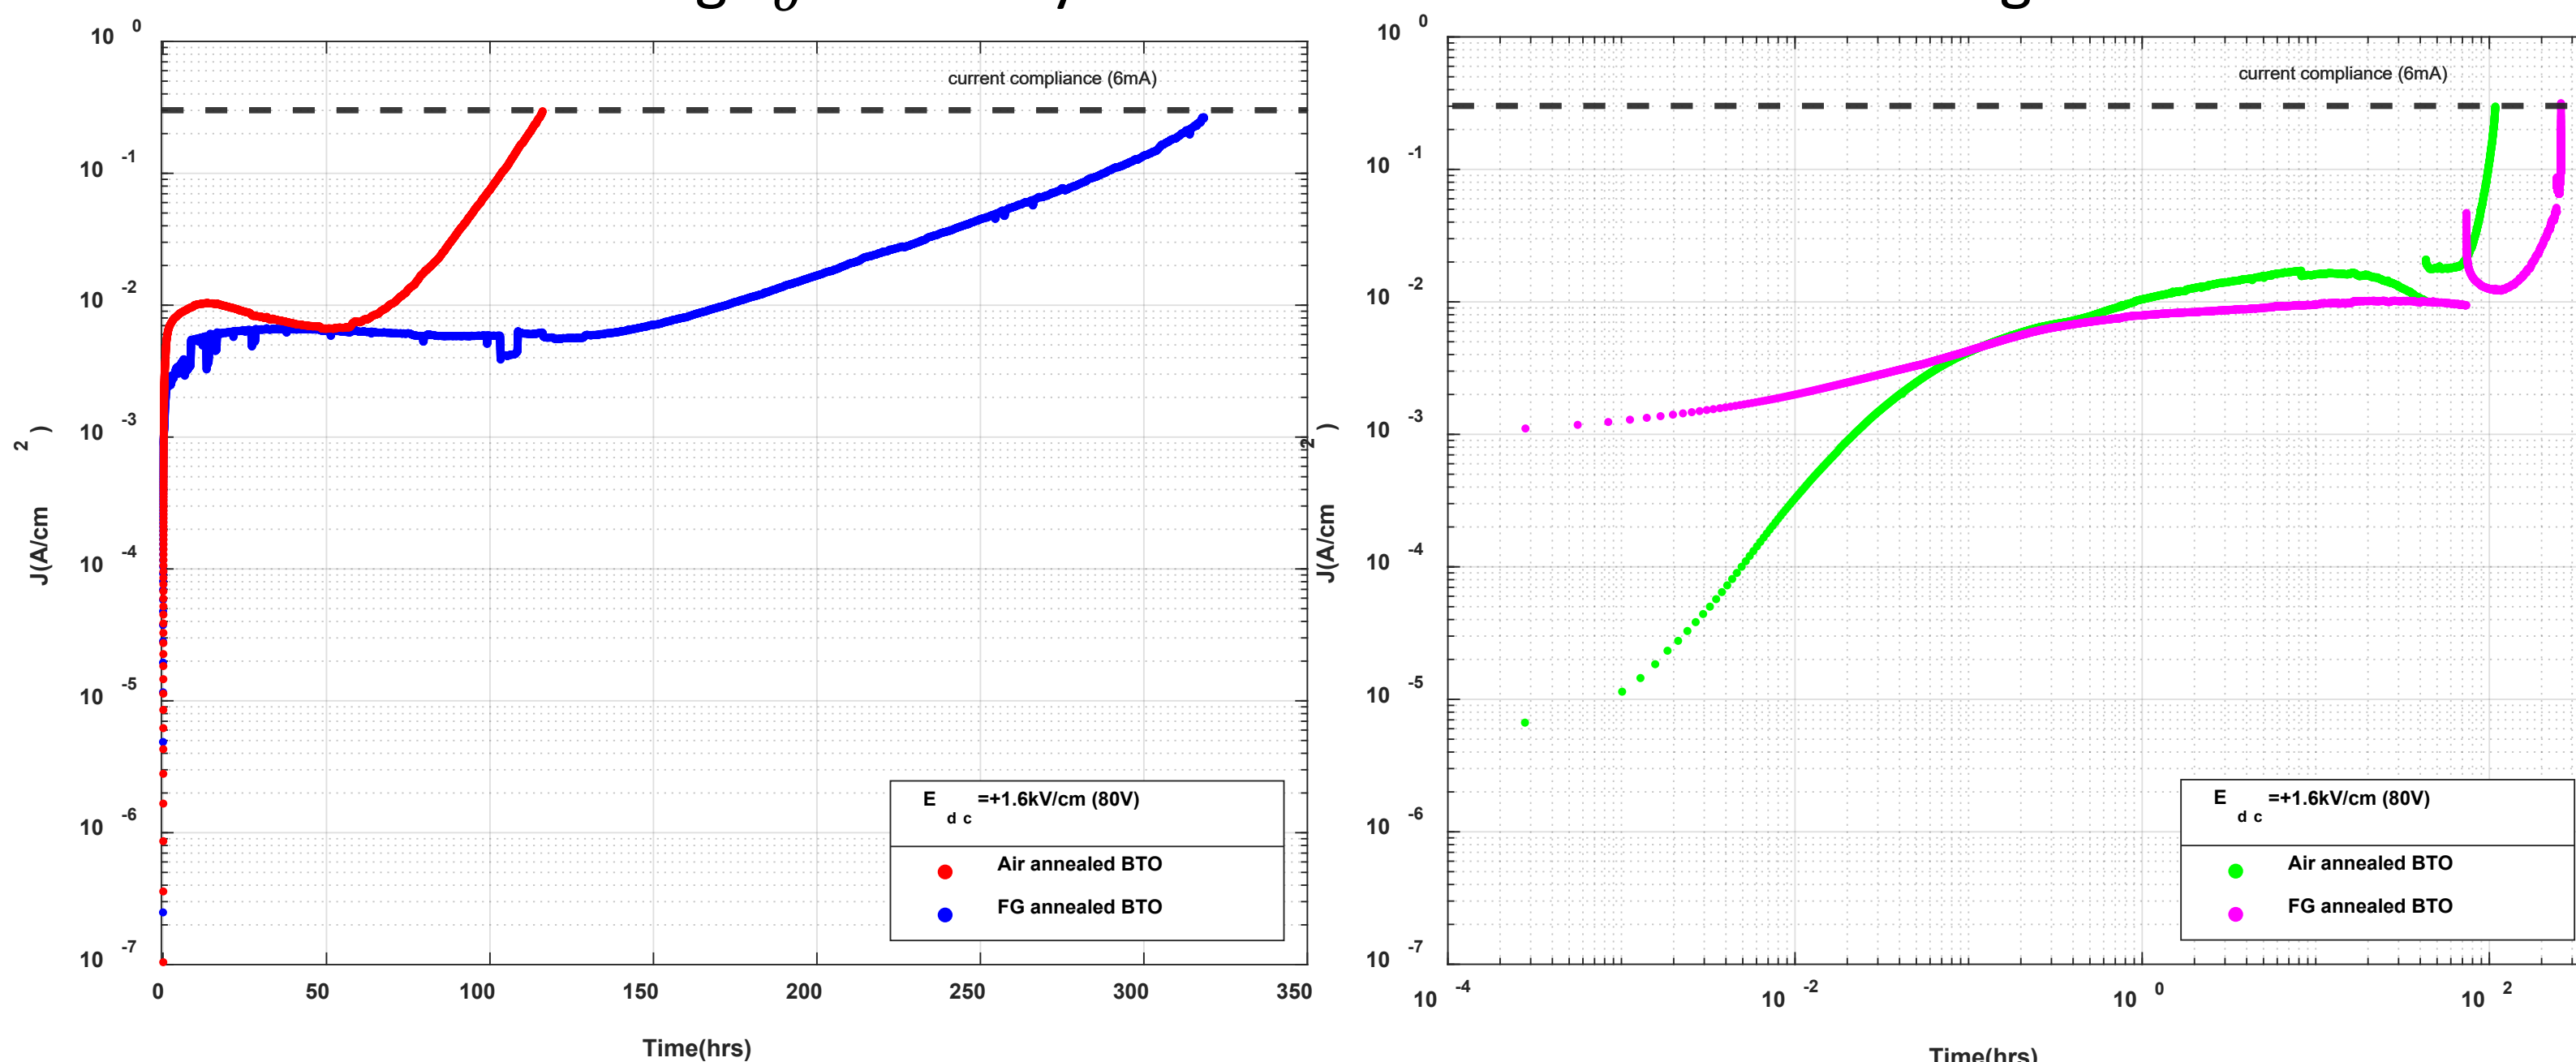 current compliance (6mA)
10 0
10 -1
10 -2
10 -3
10 -4
10 -5
10 -6
10 -7
J(A/cm 2 )
E d c =+1.6kV/cm (80V)
Air annealed BTO
FG annealed BTO
0 50 100 150 200 250 300 350
Time(hrs)
current compliance (6mA)
10 0
10 -1
10 -2
10 -3
10 -4
10 -5
10 -6
10 -7
J(A/cm 2 )
E d c =+1.6kV/cm (80V)
Air annealed BTO
FG annealed BTO
10 -4 10 -2 10 0 10 2
Time(hrs)